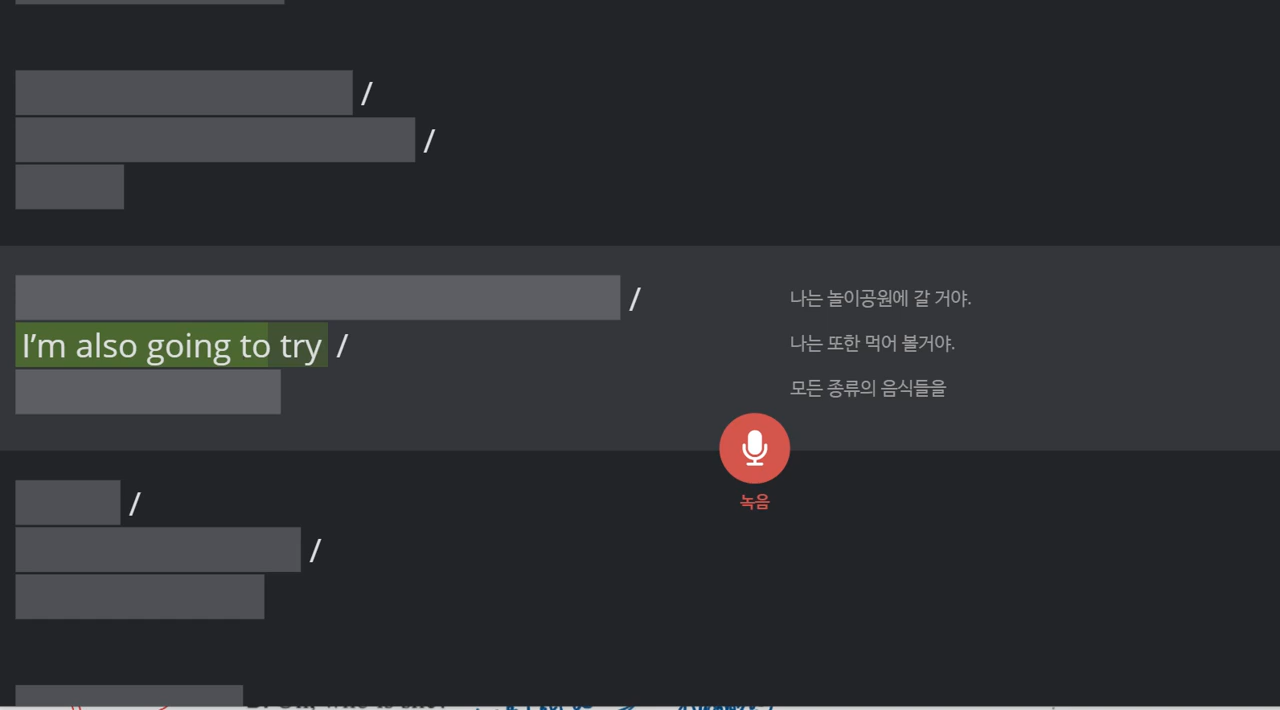 /
/
/
나는 놀이공원에 갈 거야.
I'm also going to try /
나는 또한 먹어 볼거야.
모든 종류의 음식들을
녹음
/
/